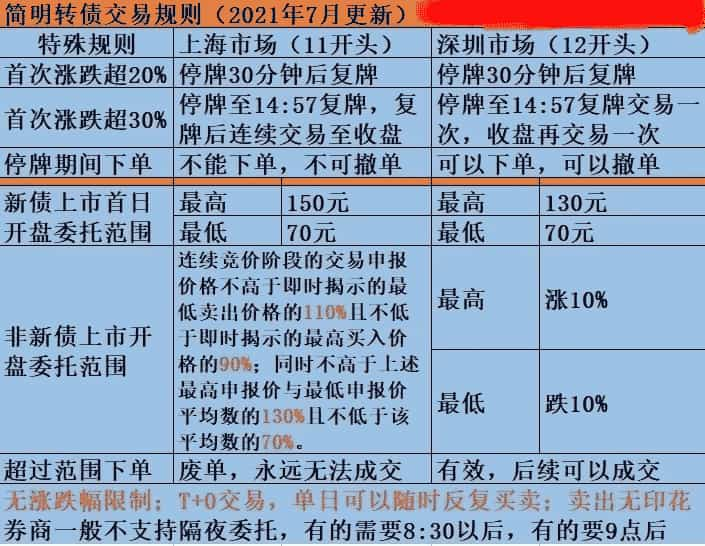 简明转债交易规则（2021年7月更新）
特殊规则 上海市场（11开头） 深圳市场（12开头）
首次涨跌超20% 停牌30分钟后复牌 停牌30分钟后复牌
首次涨跌超30% 停牌至14:57复牌，复 停牌至14:57复牌交易一
牌后连续交易至收盘 次，收盘再交易一次
停牌期间下单 不能下单，不可撤单 可以下单，可以撤单
新债上市首日 最高 150元 最高 130元
开盘委托范围 最低 70元 最低 70元
非新债上市开
盘委托范围
连续竞价阶段的交易申报
价格不高于即时揭示的最
低卖出价格的110%且不低
于即时揭示的最高买入价
格的90%；同时不高于上述
最高申报价与最低申报价
平均数的130%且不低于该
平均数的70%。
最高 涨10%
最低 跌10%
超过范围下单 废单，永远无法成交 有效，后续可以成交
无涨跌幅限制；T+0交易，单日可以随时反复买卖；卖出无印花
券商一般不支持隔夜委托，有的需要8:30以后，有的要9点后